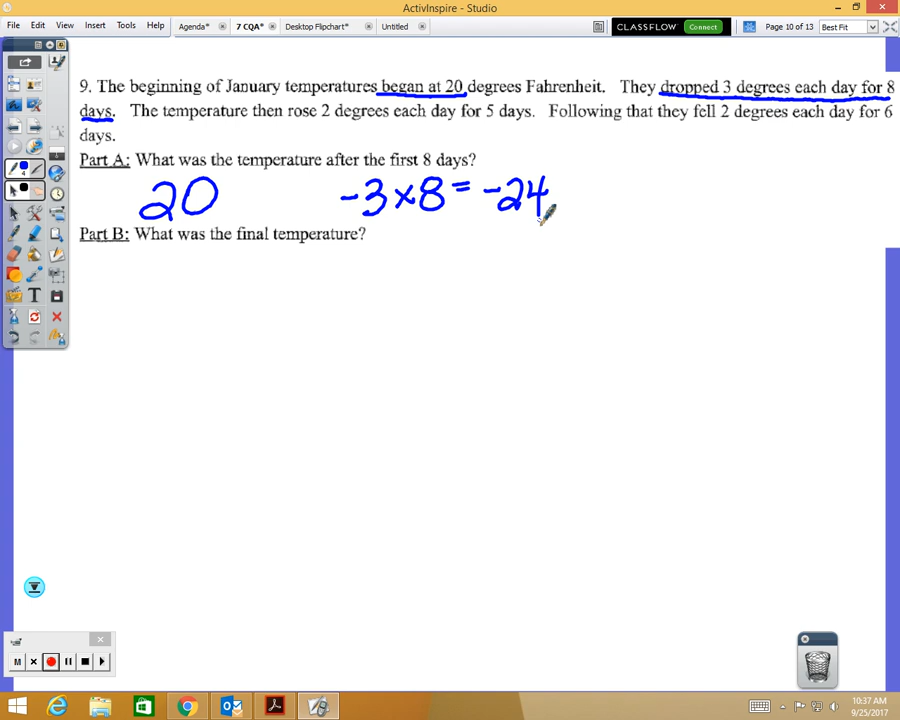 ActivInspire - Studio
File Edit View Insert Tools Help Agenda* 7 CQA* Desktop Flipchart* Untitled CLASSFLOW Connect Page 10 of 13 Best Fit
9. The beginning of January temperatures began at 20 degrees Fahrenheit. They dropped 3 degrees each day for 8
days. The temperature then rose 2 degrees each day for 5 days. Following that they fell 2 degrees each day for 6
days.
Part A: What was the temperature after the first 8 days?
20 -3×8= -24
Part B: What was the final temperature?
4
T
M
10:37 AM
9/25/2017